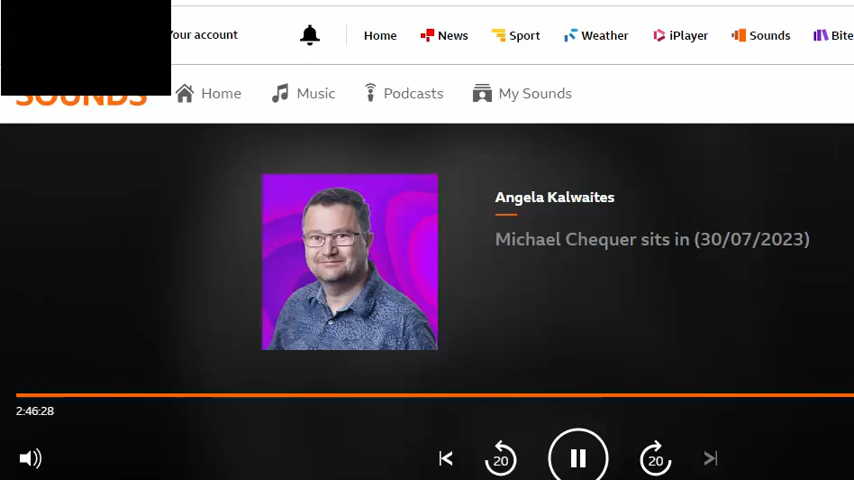 Your account
Home
News
Sport
Weather
iPlayer
Sounds
Bite
SOUNDS
Home
Music
Podcasts
My Sounds
Angela Kalwaites
Michael Chequer sits in (30/07/2023)
2:46:28
20
20